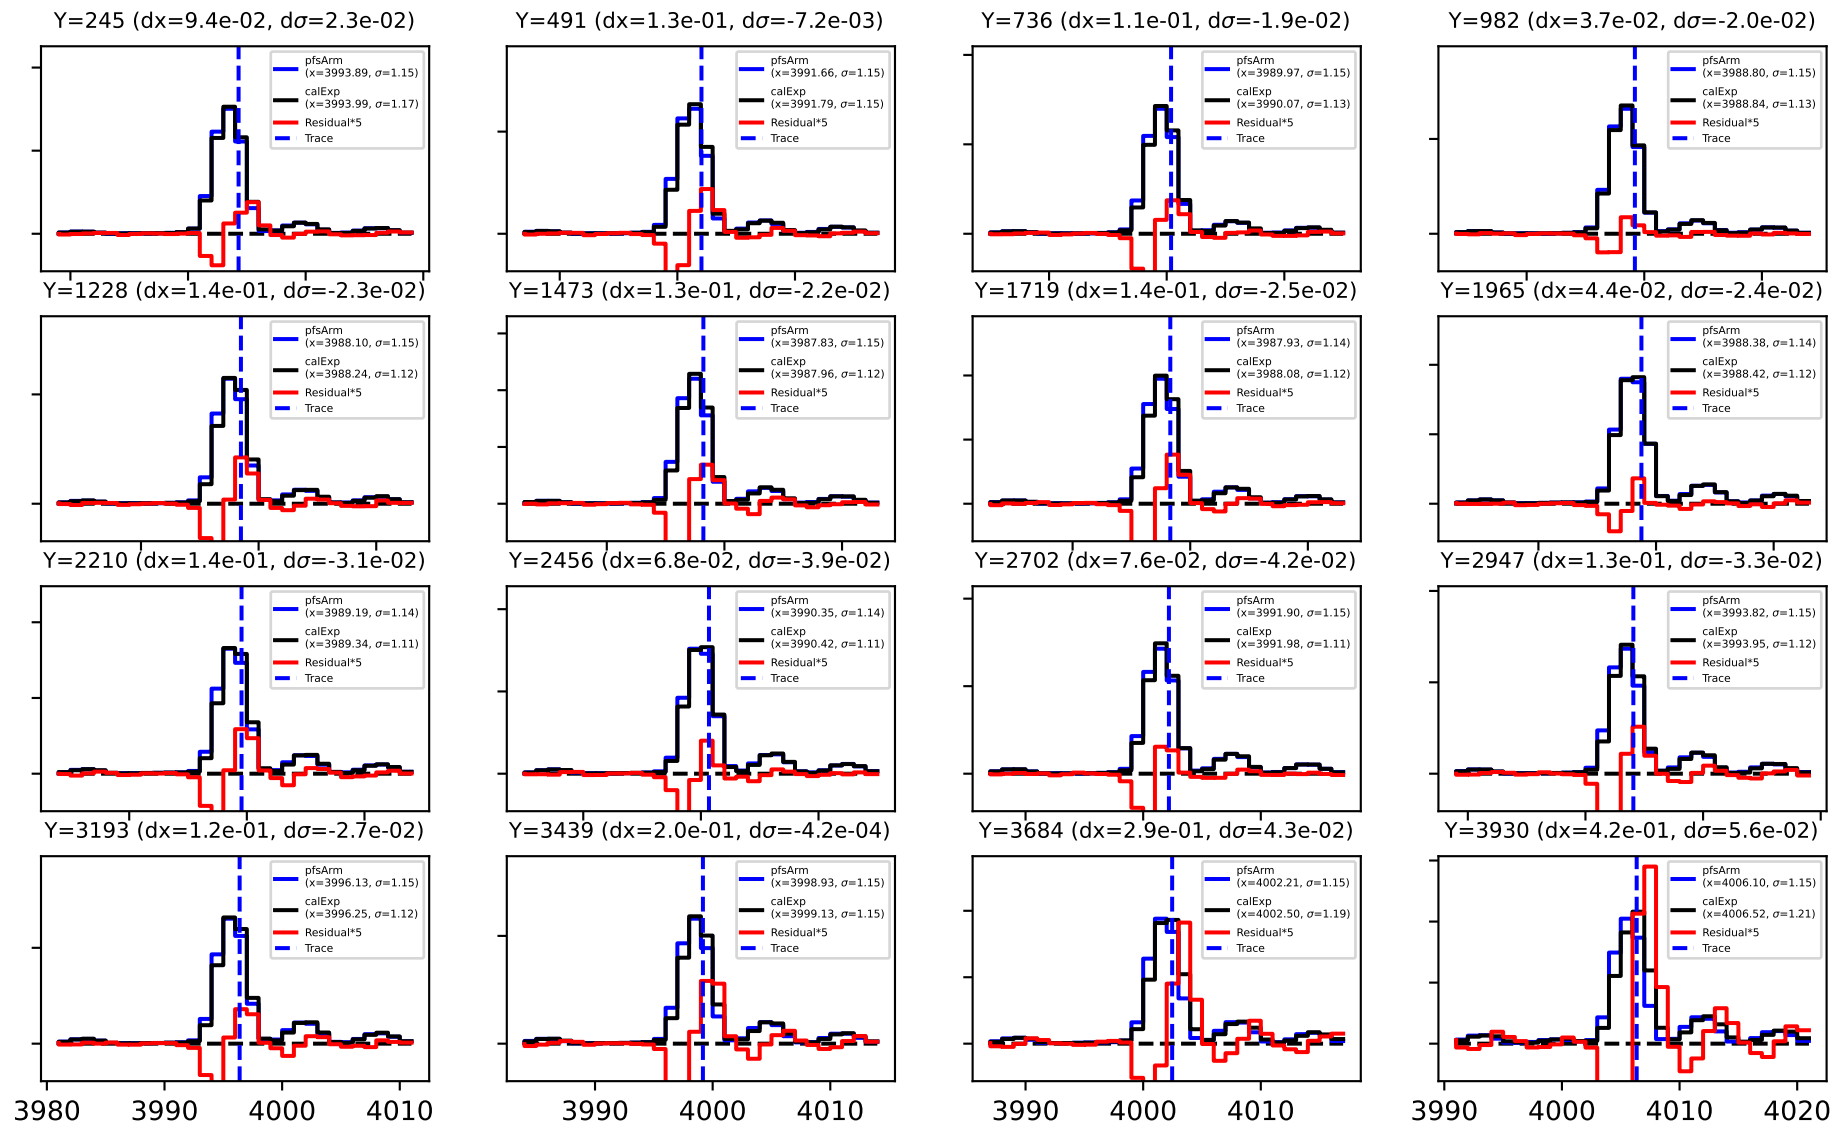 Y=245 (dx=9.4e-02, dσ=2.3e-02)
pfsArm
(x=3993.89, σ=1.15)
calExp
(x=3993.99, σ=1.17)
Residual*5
Trace
Y=491 (dx=1.3e-01, dσ=-7.2e-03)
pfsArm
(x=3991.66, σ=1.15)
calExp
(x=3991.79, σ=1.15)
Residual*5
Trace
Y=736 (dx=1.1e-01, dσ=-1.9e-02)
pfsArm
(x=3989.97, σ=1.15)
calExp
(x=3990.07, σ=1.13)
Residual*5
Trace
Y=982 (dx=3.7e-02, dσ=-2.0e-02)
pfsArm
(x=3988.80, σ=1.15)
calExp
(x=3988.84, σ=1.13)
Residual*5
Trace
Y=1228 (dx=1.4e-01, dσ=-2.3e-02)
pfsArm
(x=3988.10, σ=1.15)
calExp
(x=3988.24, σ=1.12)
Residual*5
Trace
Y=1473 (dx=1.3e-01, dσ=-2.2e-02)
pfsArm
(x=3987.83, σ=1.15)
calExp
(x=3987.96, σ=1.12)
Residual*5
Trace
Y=1719 (dx=1.4e-01, dσ=-2.5e-02)
pfsArm
(x=3987.93, σ=1.14)
calExp
(x=3988.08, σ=1.12)
Residual*5
Trace
Y=1965 (dx=4.4e-02, dσ=-2.4e-02)
pfsArm
(x=3988.38, σ=1.14)
calExp
(x=3988.42, σ=1.12)
Residual*5
Trace
Y=2210 (dx=1.4e-01, dσ=-3.1e-02)
pfsArm
(x=3989.19, σ=1.14)
calExp
(x=3989.34, σ=1.11)
Residual*5
Trace
Y=2456 (dx=6.8e-02, dσ=-3.9e-02)
pfsArm
(x=3990.35, σ=1.14)
calExp
(x=3990.42, σ=1.11)
Residual*5
Trace
Y=2702 (dx=7.6e-02, dσ=-4.2e-02)
pfsArm
(x=3991.90, σ=1.15)
calExp
(x=3991.98, σ=1.11)
Residual*5
Trace
Y=2947 (dx=1.3e-01, dσ=-3.3e-02)
pfsArm
(x=3993.82, σ=1.15)
calExp
(x=3993.95, σ=1.12)
Residual*5
Trace
Y=3193 (dx=1.2e-01, dσ=-2.7e-02)
pfsArm
(x=3996.13, σ=1.15)
calExp
(x=3996.25, σ=1.12)
Residual*5
Trace
3980 3990 4000 4010
Y=3439 (dx=2.0e-01, dσ=-4.2e-04)
pfsArm
(x=3998.93, σ=1.15)
calExp
(x=3999.13, σ=1.15)
Residual*5
Trace
3990 4000 4010
Y=3684 (dx=2.9e-01, dσ=4.3e-02)
pfsArm
(x=4002.21, σ=1.15)
calExp
(x=4002.50, σ=1.19)
Residual*5
Trace
3990 4000 4010
Y=3930 (dx=4.2e-01, dσ=5.6e-02)
pfsArm
(x=4006.10, σ=1.15)
calExp
(x=4006.52, σ=1.21)
Residual*5
Trace
3990 4000 4010 4020